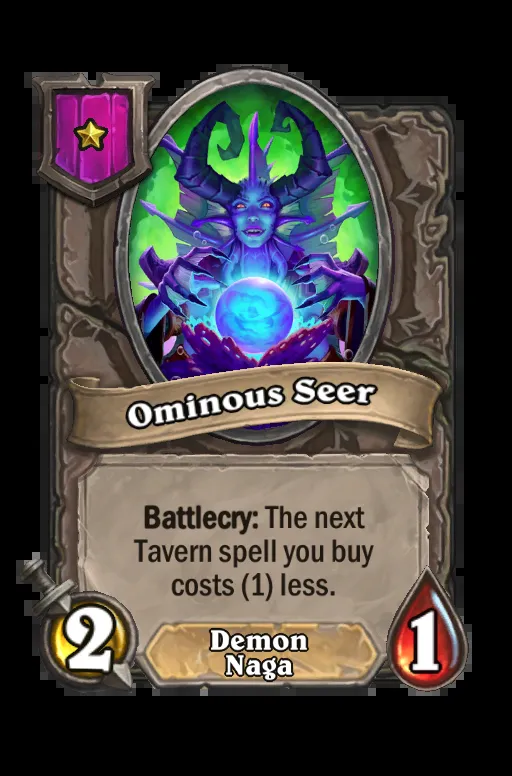 Ominous Seer
Battlecry: The next
Tavern spell you buy
costs (1) less.
2
Demon
Naga
1